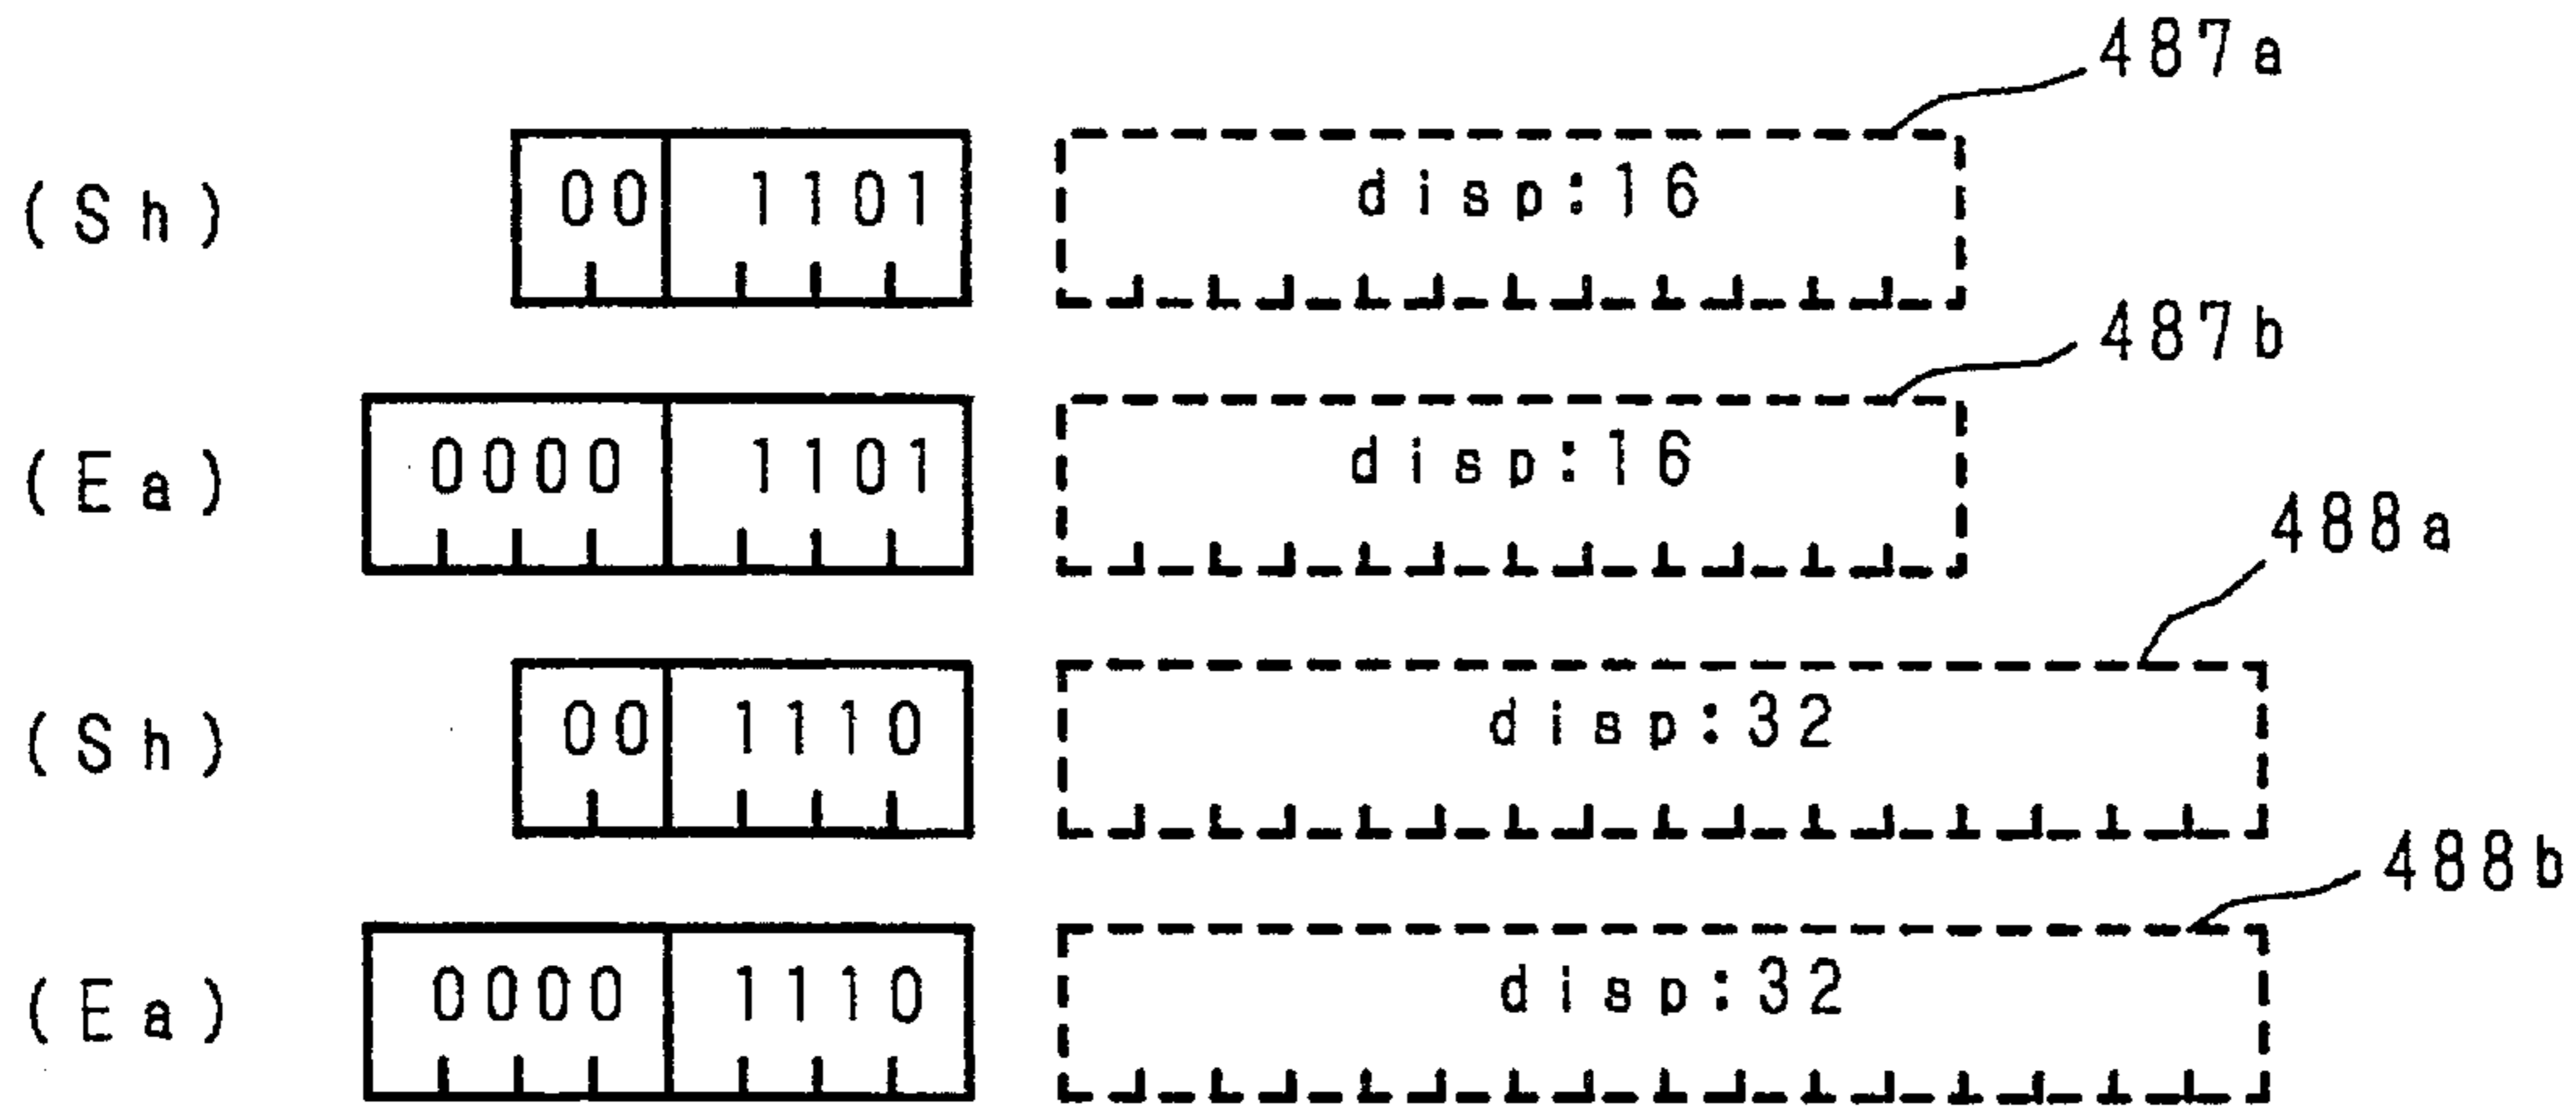 487a
(Sh) 00 1101 disp:16
487b
(Ea) 0000 1101 disp:16
488a
(Sh) 00 1110 disp:32
488b
(Ea) 0000 1110 disp:32